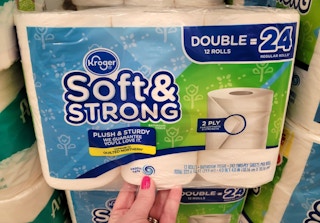 DOUBLE = 24
12 ROLLS REGULAR ROLLS
Kroger
Soft &
STRONG
PLUSH & STURDY
WE GUARANTEE
YOU'LL LOVE IT.
2 PLY
DOUBLE = 24